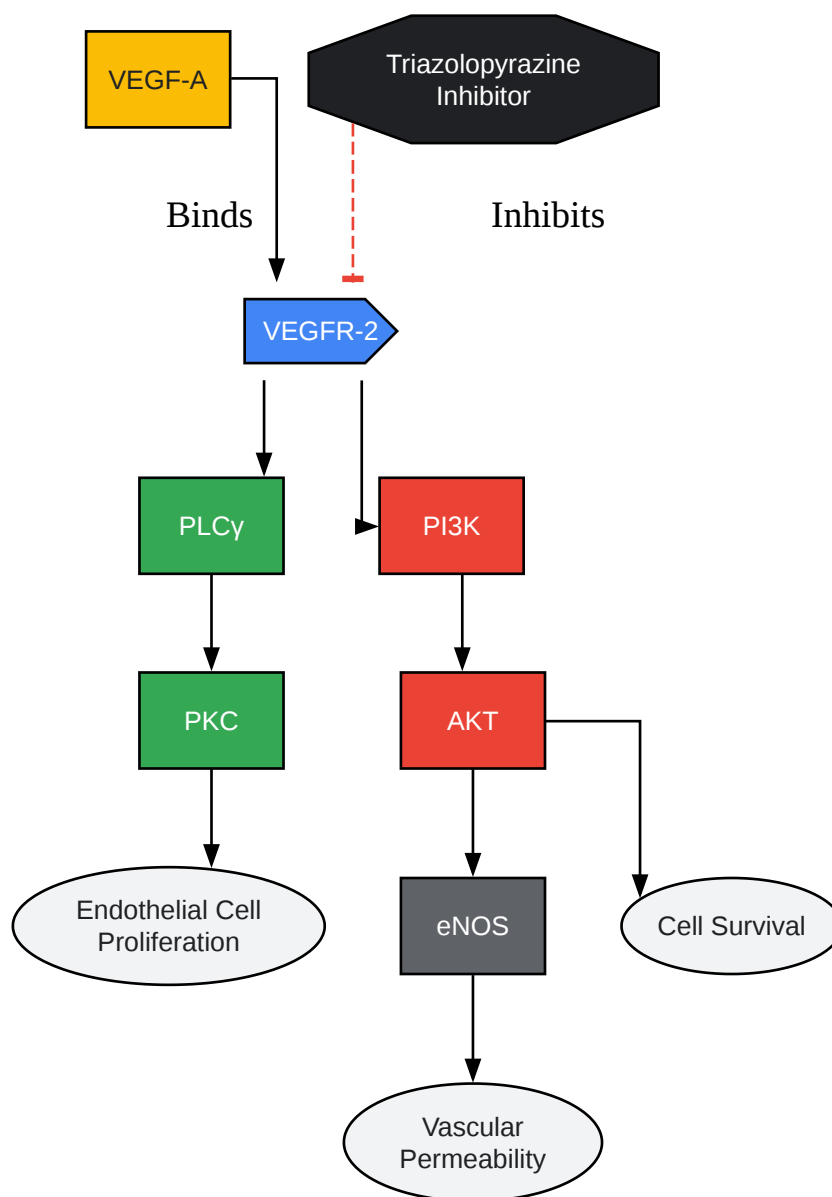 VEGF-A
Triazolopyrazine
Inhibitor
Binds
Inhibits
VEGFR-2
PLCγ
PI3K
PKC
AKT
Endothelial Cell
Proliferation
eNOS
Cell Survival
Vascular
Permeability